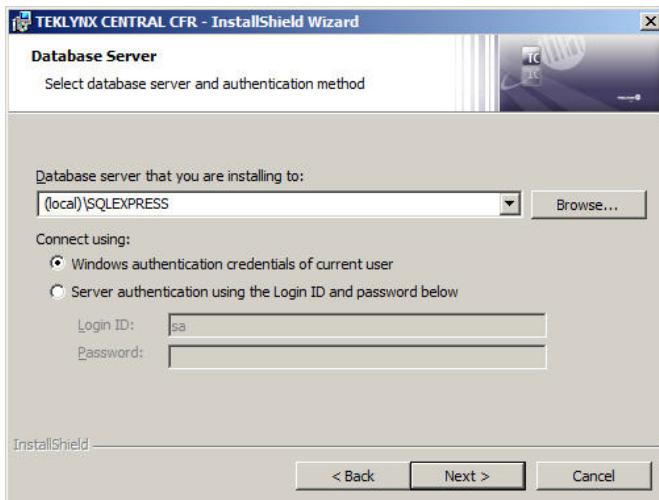 TEKLYNX CENTRAL CFR - InstallShield Wizard
Database Server
Select database server and authentication method
TC
Database server that you are installing to:
(local)\SQLEXPRESS
Browse...
Connect using:
Windows authentication credentials of current user
Server authentication using the Login ID and password below
Login ID:
sa
Password:
InstallShield
< Back
Next >
Cancel